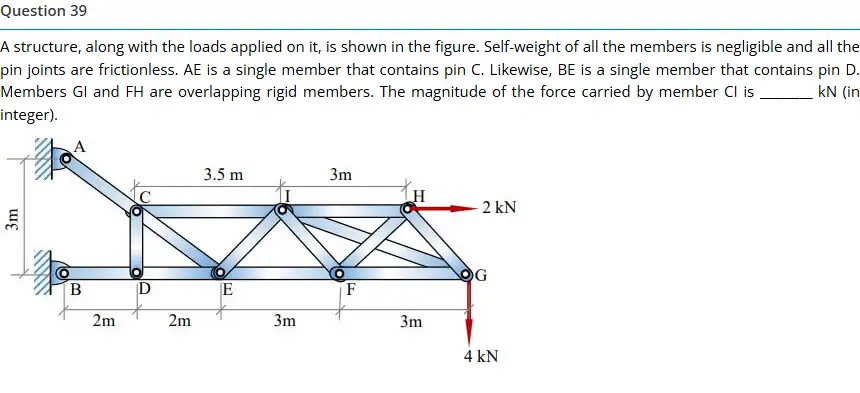 Question 39
A structure, along with the loads applied on it, is shown in the figure. Self-weight of all the members is negligible and all the
pin joints are frictionless. AE is a single member that contains pin C. Likewise, BE is a single member that contains pin D.
Members GI and FH are overlapping rigid members. The magnitude of the force carried by member CI is ________ kN (in
integer).
A
3.5 m
3m
C
I
H
2 kN
3m
B
D
E
F
G
2m
2m
3m
3m
4 kN